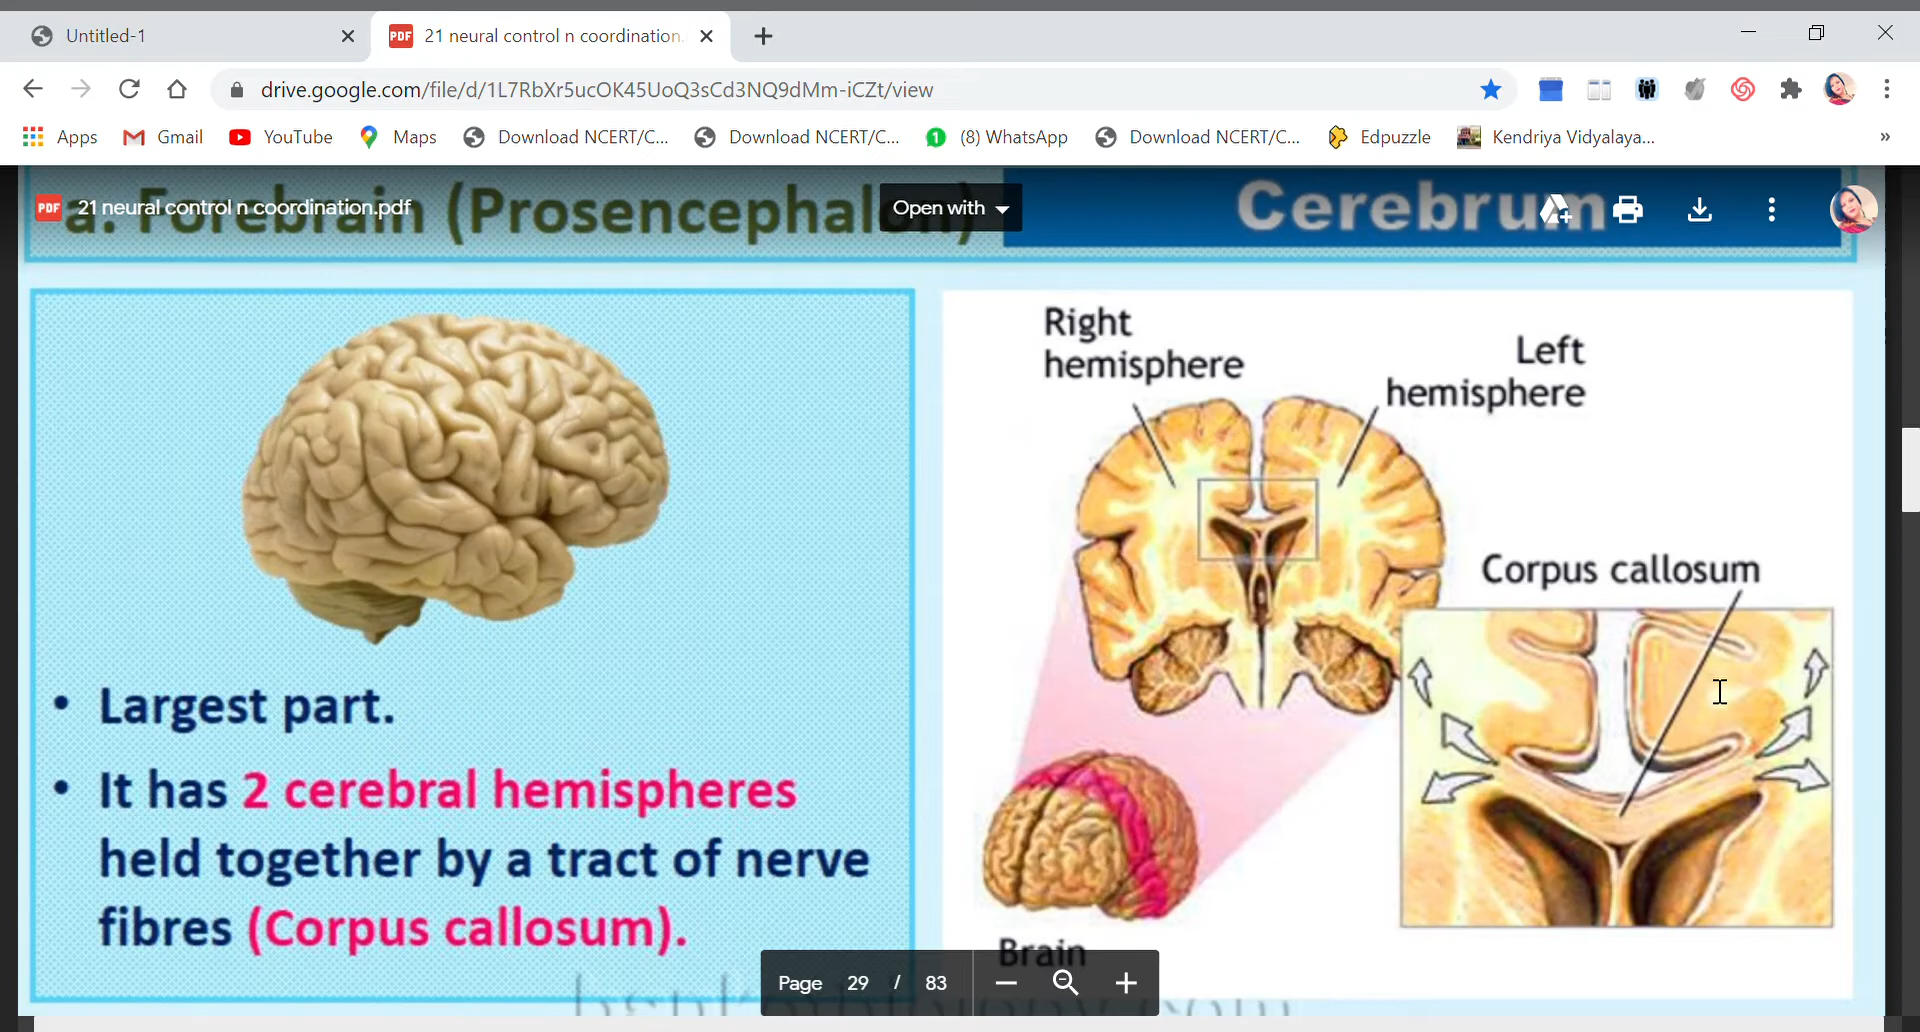 Untitled-1
PDF 21 neural control n coordination.
drive.google.com/file/d/1L7RbXr5ucOK45UoQ3sCd3NQ9dMm-iCZt/view
Apps Gmail YouTube Maps Download NCERT/C... Download NCERT/C... 1 (8) WhatsApp Download NCERT/C... Edpuzzle Kendriya Vidyalaya... »
a. Forebrain (Prosencephalon) Cerebrum
PDF 21 neural control n coordination.pdf Open with
Right
hemisphere
Left
hemisphere
Corpus callosum
Brain
• Largest part.
• It has 2 cerebral hemispheres
held together by a tract of nerve
fibres (Corpus callosum).
Page 29 / 83